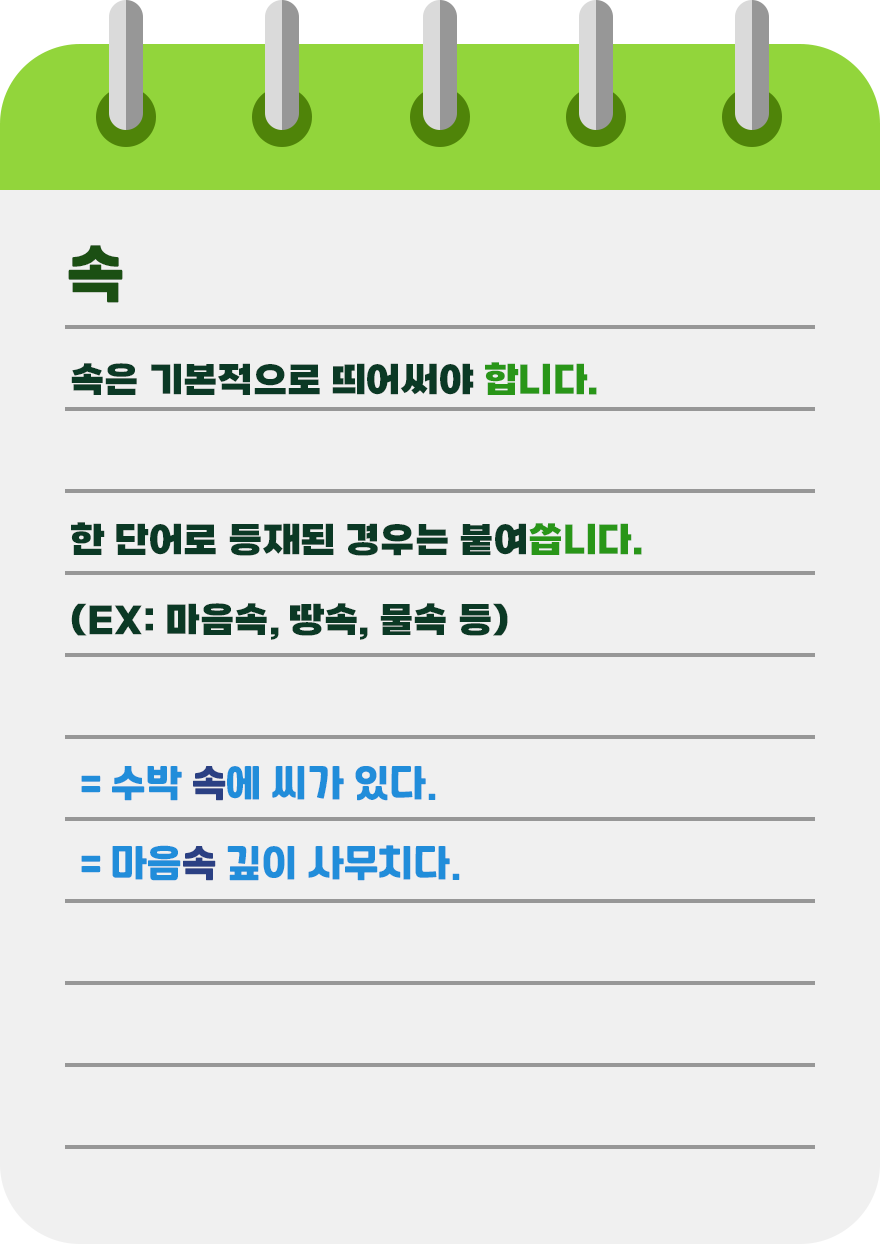 속
속은 기본적으로 띄어써야 합니다.
한 단어로 등재된 경우는 붙여씁니다.
(EX: 마음속, 땅속, 물속 등)
= 수박 속에 씨가 있다.
= 마음속 깊이 사무치다.